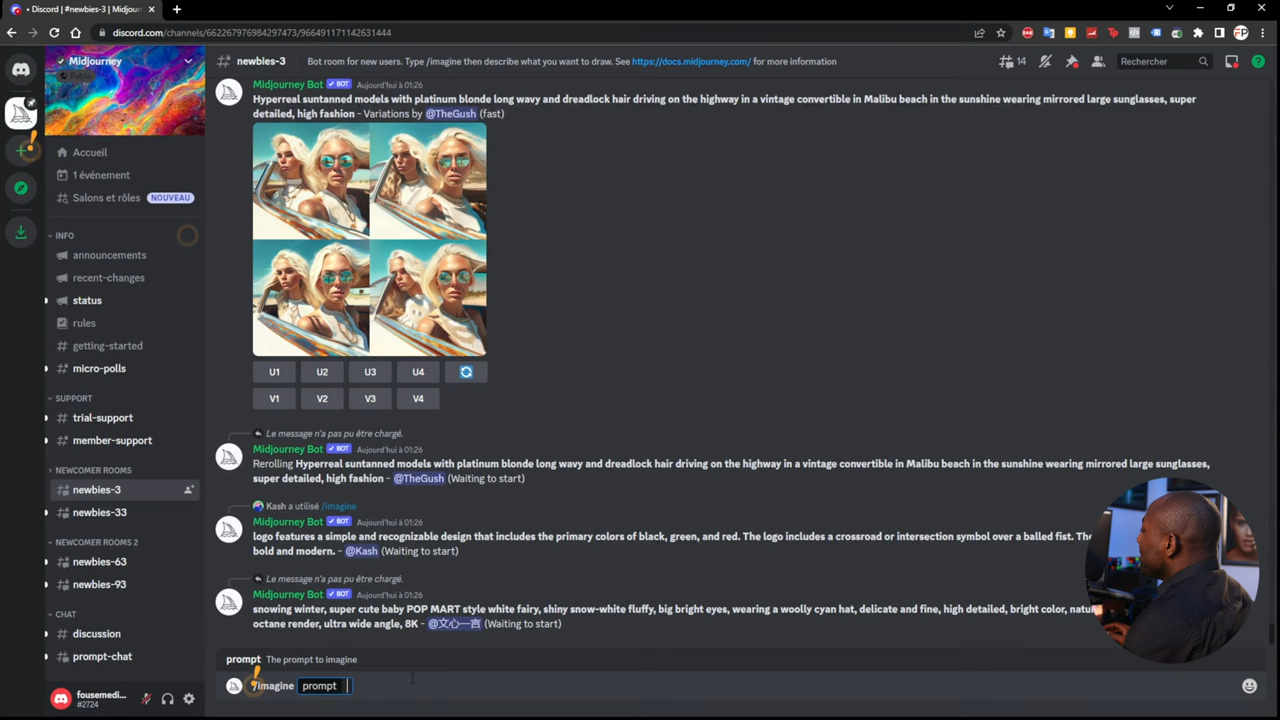 • Discord | #newbies-3 | Midjour
discord.com/channels/662267976984297473/966491171142631444
Midjourney
Public
newbies-3
Bot room for new users. Type /imagine then describe what you want to draw. See https://docs.midjourney.com/ for more information
14
Rechercher
Accueil
1 événement
Salons et rôles NOUVEAU
INFO
announcements
recent-changes
status
rules
getting-started
micro-polls
SUPPORT
trial-support
member-support
NEWCOMER ROOMS
newbies-3
newbies-33
NEWCOMER ROOMS 2
newbies-63
newbies-93
CHAT
discussion
prompt-chat
fousemedi...
#2724
Midjourney Bot BOT Aujourd'hui à 01:26
Hyperreal suntanned models with platinum blonde long wavy and dreadlock hair driving on the highway in a vintage convertible in Malibu beach in the sunshine wearing mirrored large sunglasses, super
detailed, high fashion - Variations by @TheGush (fast)
U1 U2 U3 U4
V1 V2 V3 V4
Le message n'a pas pu être chargé.
Midjourney Bot BOT Aujourd'hui à 01:26
Rerolling Hyperreal suntanned models with platinum blonde long wavy and dreadlock hair driving on the highway in a vintage convertible in Malibu beach in the sunshine wearing mirrored large sunglasses,
super detailed, high fashion - @TheGush (Waiting to start)
Kash a utilisé /imagine
Midjourney Bot BOT Aujourd'hui à 01:26
logo features a simple and recognizable design that includes the primary colors of black, green, and red. The logo includes a crossroad or intersection symbol over a balled fist. The
bold and modern. - @Kash (Waiting to start)
Le message n'a pas pu être chargé.
Midjourney Bot BOT Aujourd'hui à 01:26
snowing winter, super cute baby POP MART style white fairy, shiny snow-white fluffy, big bright eyes, wearing a woolly cyan hat, delicate and fine, high detailed, bright color, natu
octane render, ultra wide angle, 8K - @文心一言 (Waiting to start)
prompt The prompt to imagine
/imagine prompt